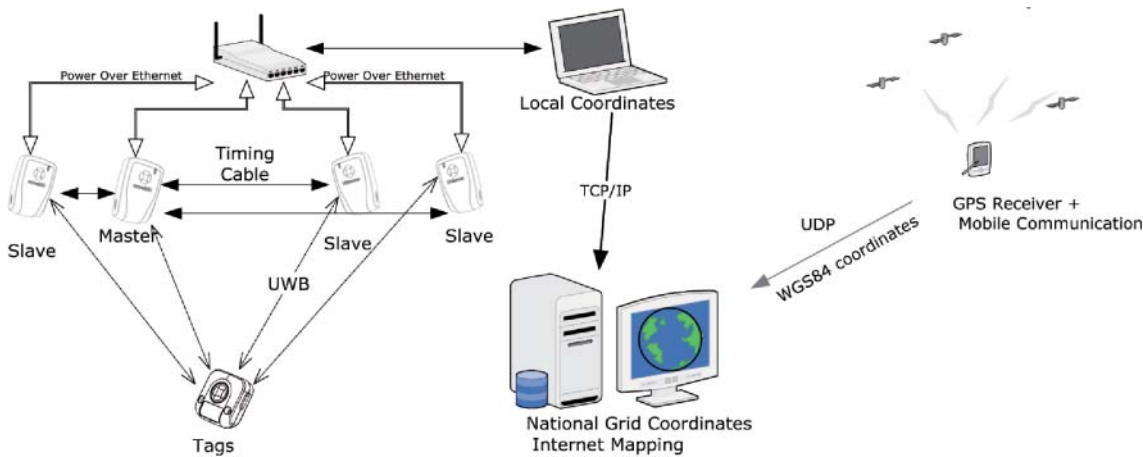 Power Over Ethernet
Power Over Ethernet
Local Coordinates
Timing
Cable
TCP/IP
GPS Receiver +
Mobile Communication
UDP
WGS84 coordinates
Slave
Master
Slave
Slave
UWB
Tags
National Grid Coordinates
Internet Mapping